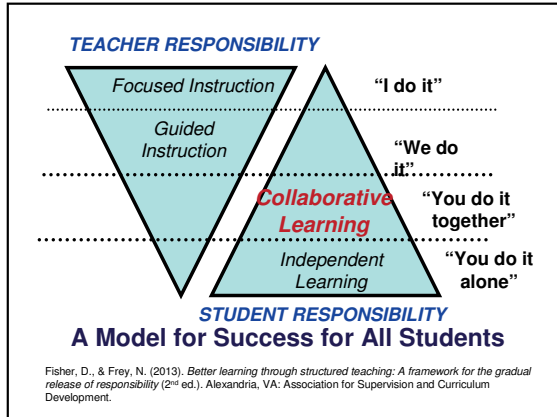 TEACHER RESPONSIBILITY
Focused Instruction
“I do it”
Guided
Instruction
“We do
it”
Collaborative
Learning
“You do it
together”
Independent
Learning
“You do it
alone”
STUDENT RESPONSIBILITY
A Model for Success for All Students
Fisher, D., & Frey, N. (2013). Better learning through structured teaching: A framework for the gradual
release of responsibility (2nd ed.). Alexandria, VA: Association for Supervision and Curriculum
Development.